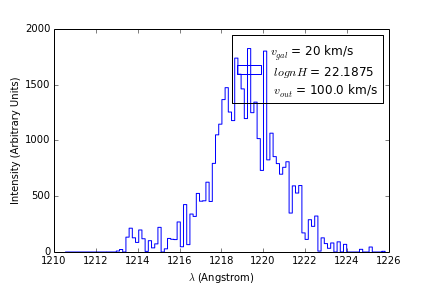 2000
1500
1000
500
0
Intensity (Arbitrary Units)
v_gal = 20 km/s
lognH = 22.1875
v_out = 100.0 km/s
1210 1212 1214 1216 1218 1220 1222 1224 1226
λ (Angstrom)